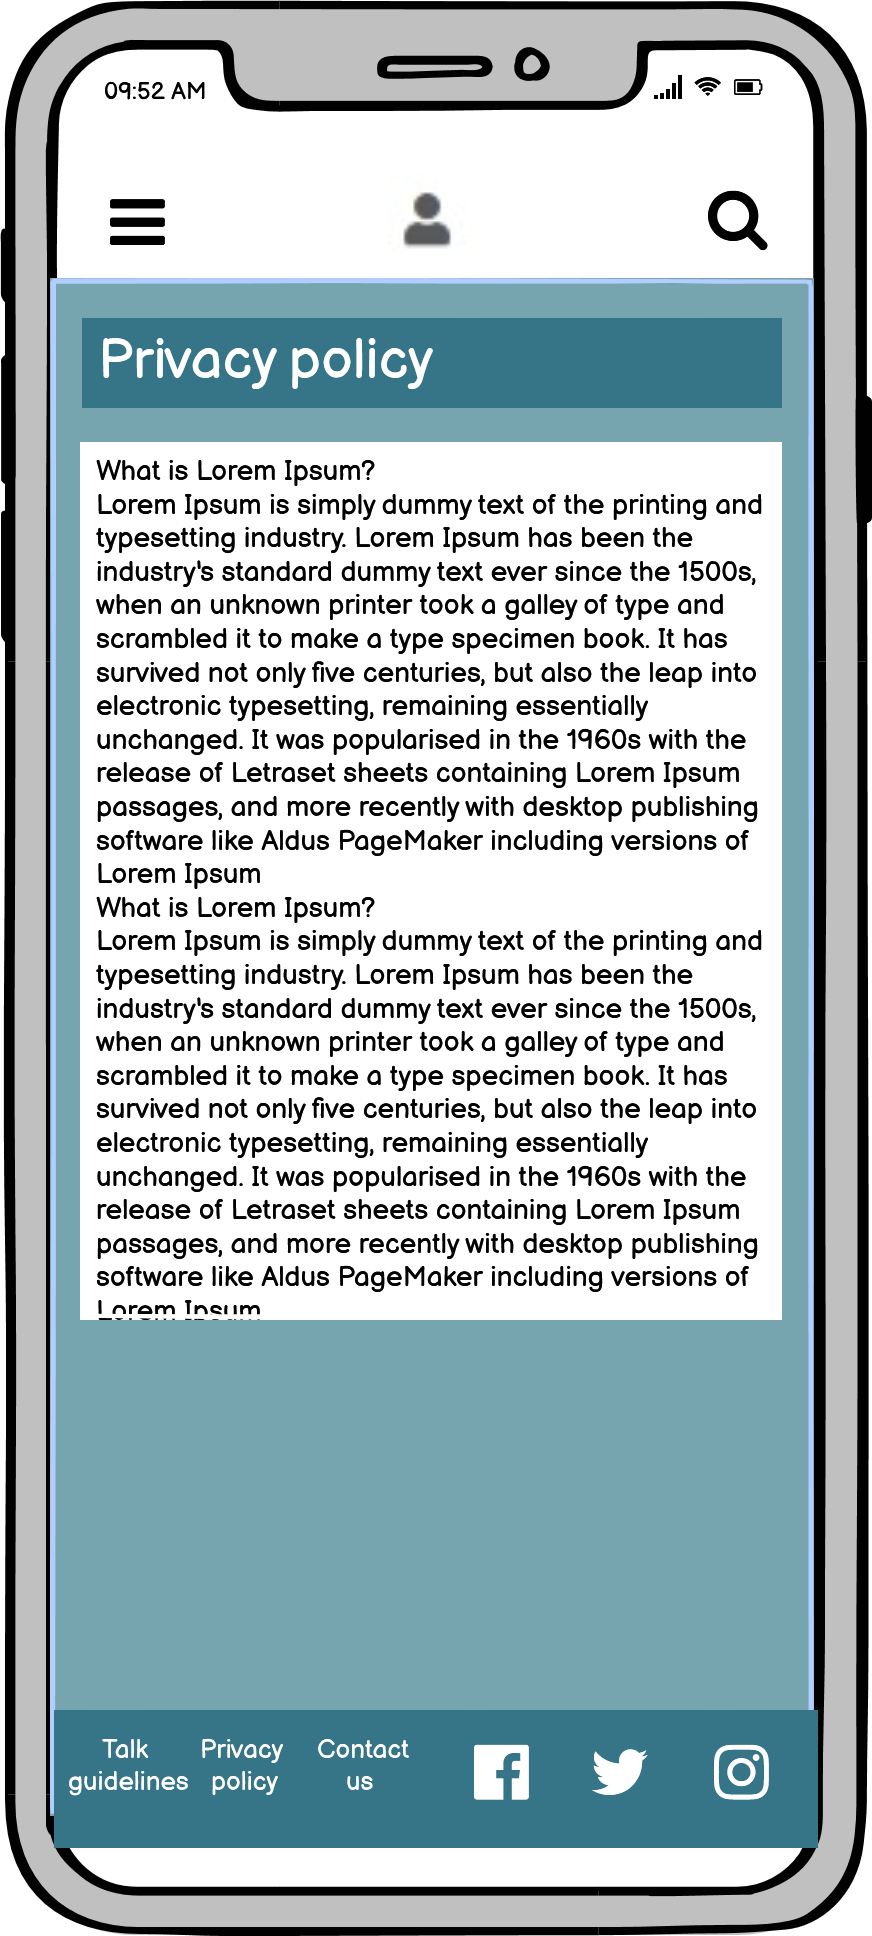 09:52 AM
Privacy policy
What is Lorem Ipsum?
Lorem Ipsum is simply dummy text of the printing and
typesetting industry. Lorem Ipsum has been the
industry's standard dummy text ever since the 1500s,
when an unknown printer took a galley of type and
scrambled it to make a type specimen book. It has
survived not only five centuries, but also the leap into
electronic typesetting, remaining essentially
unchanged. It was popularised in the 1960s with the
release of Letraset sheets containing Lorem Ipsum
passages, and more recently with desktop publishing
software like Aldus PageMaker including versions of
Lorem Ipsum
What is Lorem Ipsum?
Lorem Ipsum is simply dummy text of the printing and
typesetting industry. Lorem Ipsum has been the
industry's standard dummy text ever since the 1500s,
when an unknown printer took a galley of type and
scrambled it to make a type specimen book. It has
survived not only five centuries, but also the leap into
electronic typesetting, remaining essentially
unchanged. It was popularised in the 1960s with the
release of Letraset sheets containing Lorem Ipsum
passages, and more recently with desktop publishing
software like Aldus PageMaker including versions of
Lorem Ipsum
Talk
guidelines
Privacy
policy
Contact
us